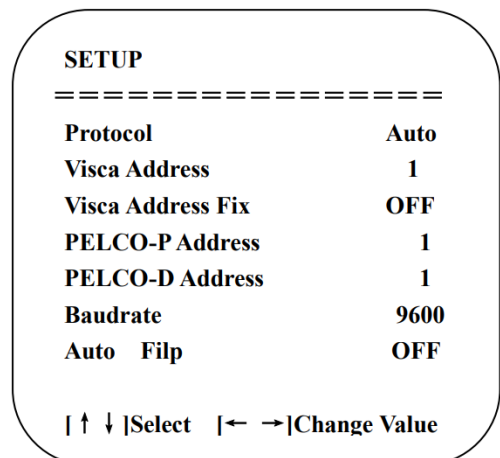 SETUP
================
Protocol Auto
Visca Address 1
Visca Address Fix OFF
PELCO-P Address 1
PELCO-D Address 1
Baudrate 9600
Auto Filp OFF
[↑ ↓]Select [← →]Change Value